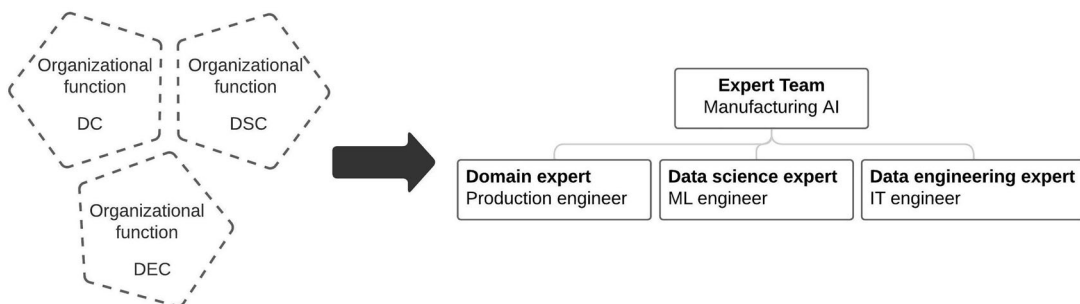 Organizational
function
DC
Organizational
function
DSC
Organizational
function
DEC
Expert Team
Manufacturing AI
Domain expert
Production engineer
Data science expert
ML engineer
Data engineering expert
IT engineer